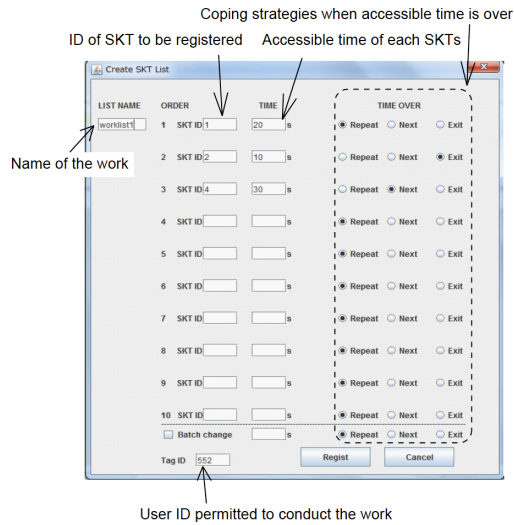 Coping strategies when accessible time is over
ID of SKT to be registered Accessible time of each SKTs
Create SKT List
LIST NAME ORDER TIME TIME OVER
worklist1 1 SKT ID 1 20 s Repeat Next Exit
Name of the work
2 SKT ID 2 10 s Repeat Next Exit
3 SKT ID 4 30 s Repeat Next Exit
4 SKT ID s Repeat Next Exit
5 SKT ID s Repeat Next Exit
6 SKT ID s Repeat Next Exit
7 SKT ID s Repeat Next Exit
8 SKT ID s Repeat Next Exit
9 SKT ID s Repeat Next Exit
10 SKT ID s Repeat Next Exit
Batch change s Repeat Next Exit
Tag ID 552 Regist Cancel
User ID permitted to conduct the work